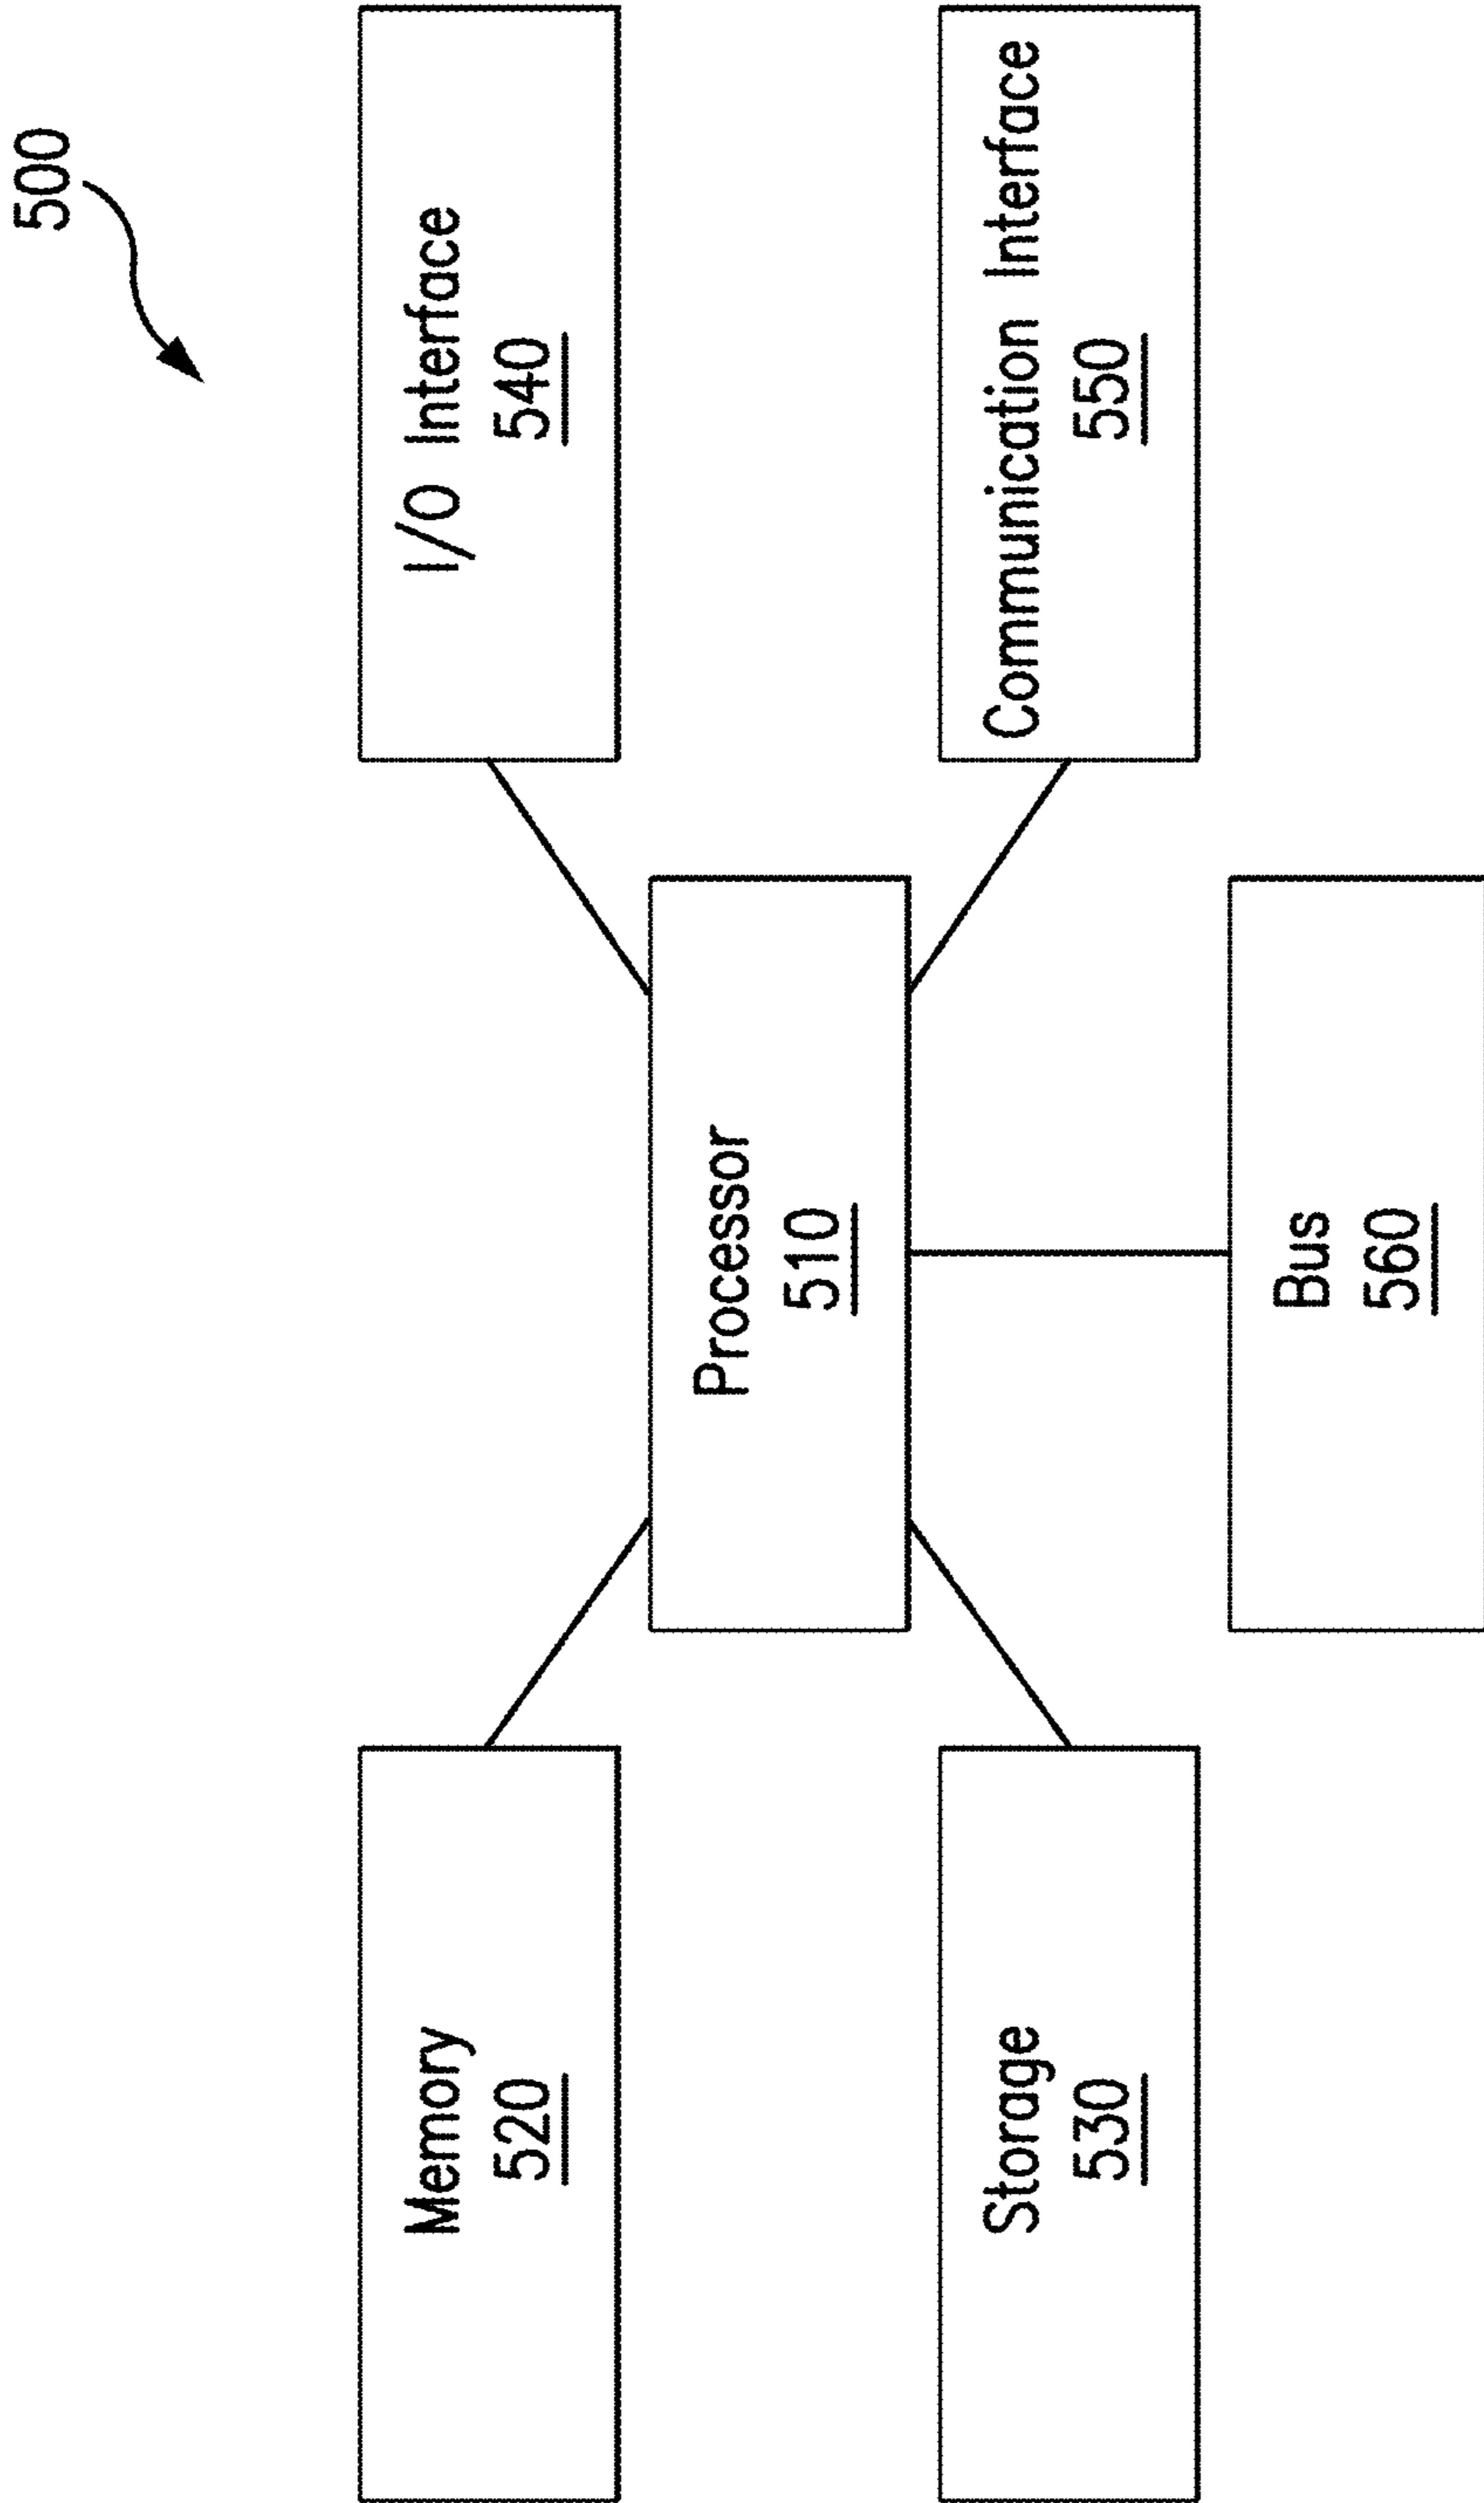 500
Memory
520
I/O Interface
540
Processor
510
Storage
530
Communication Interface
550
Bus
560